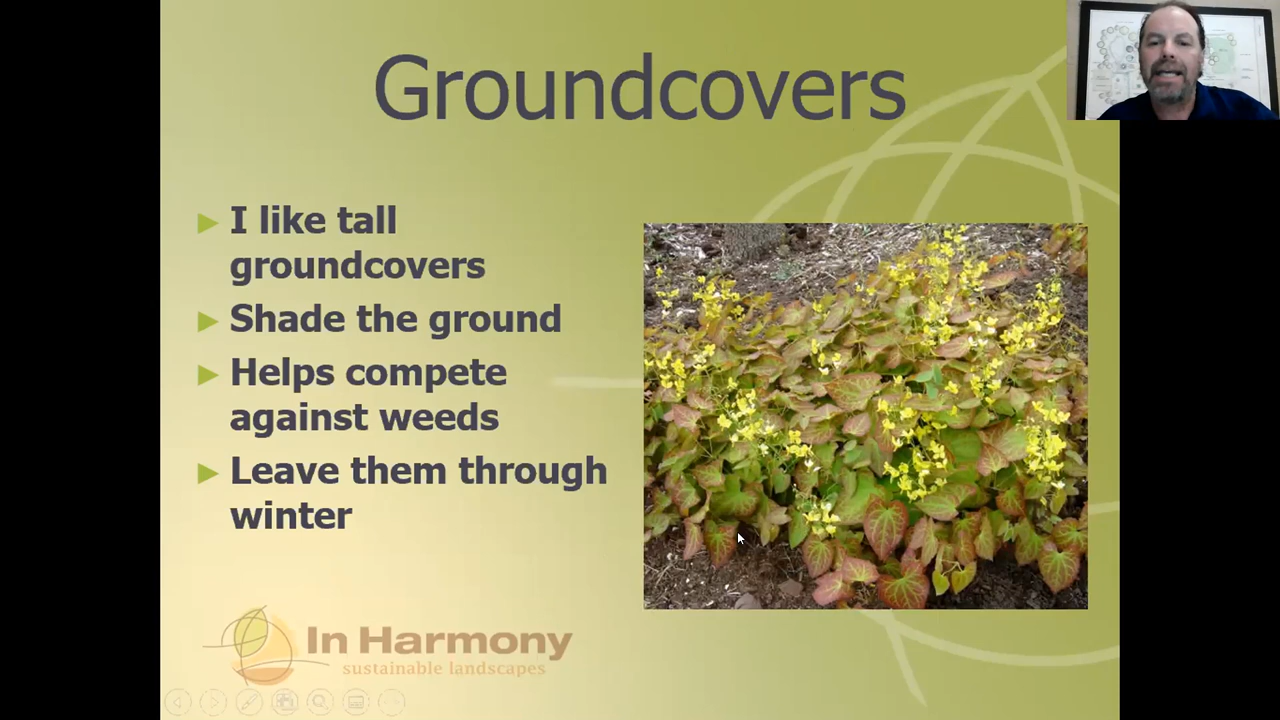 Groundcovers
I like tall
groundcovers
Shade the ground
Helps compete
against weeds
Leave them through
winter
In Harmony
sustainable landscapes